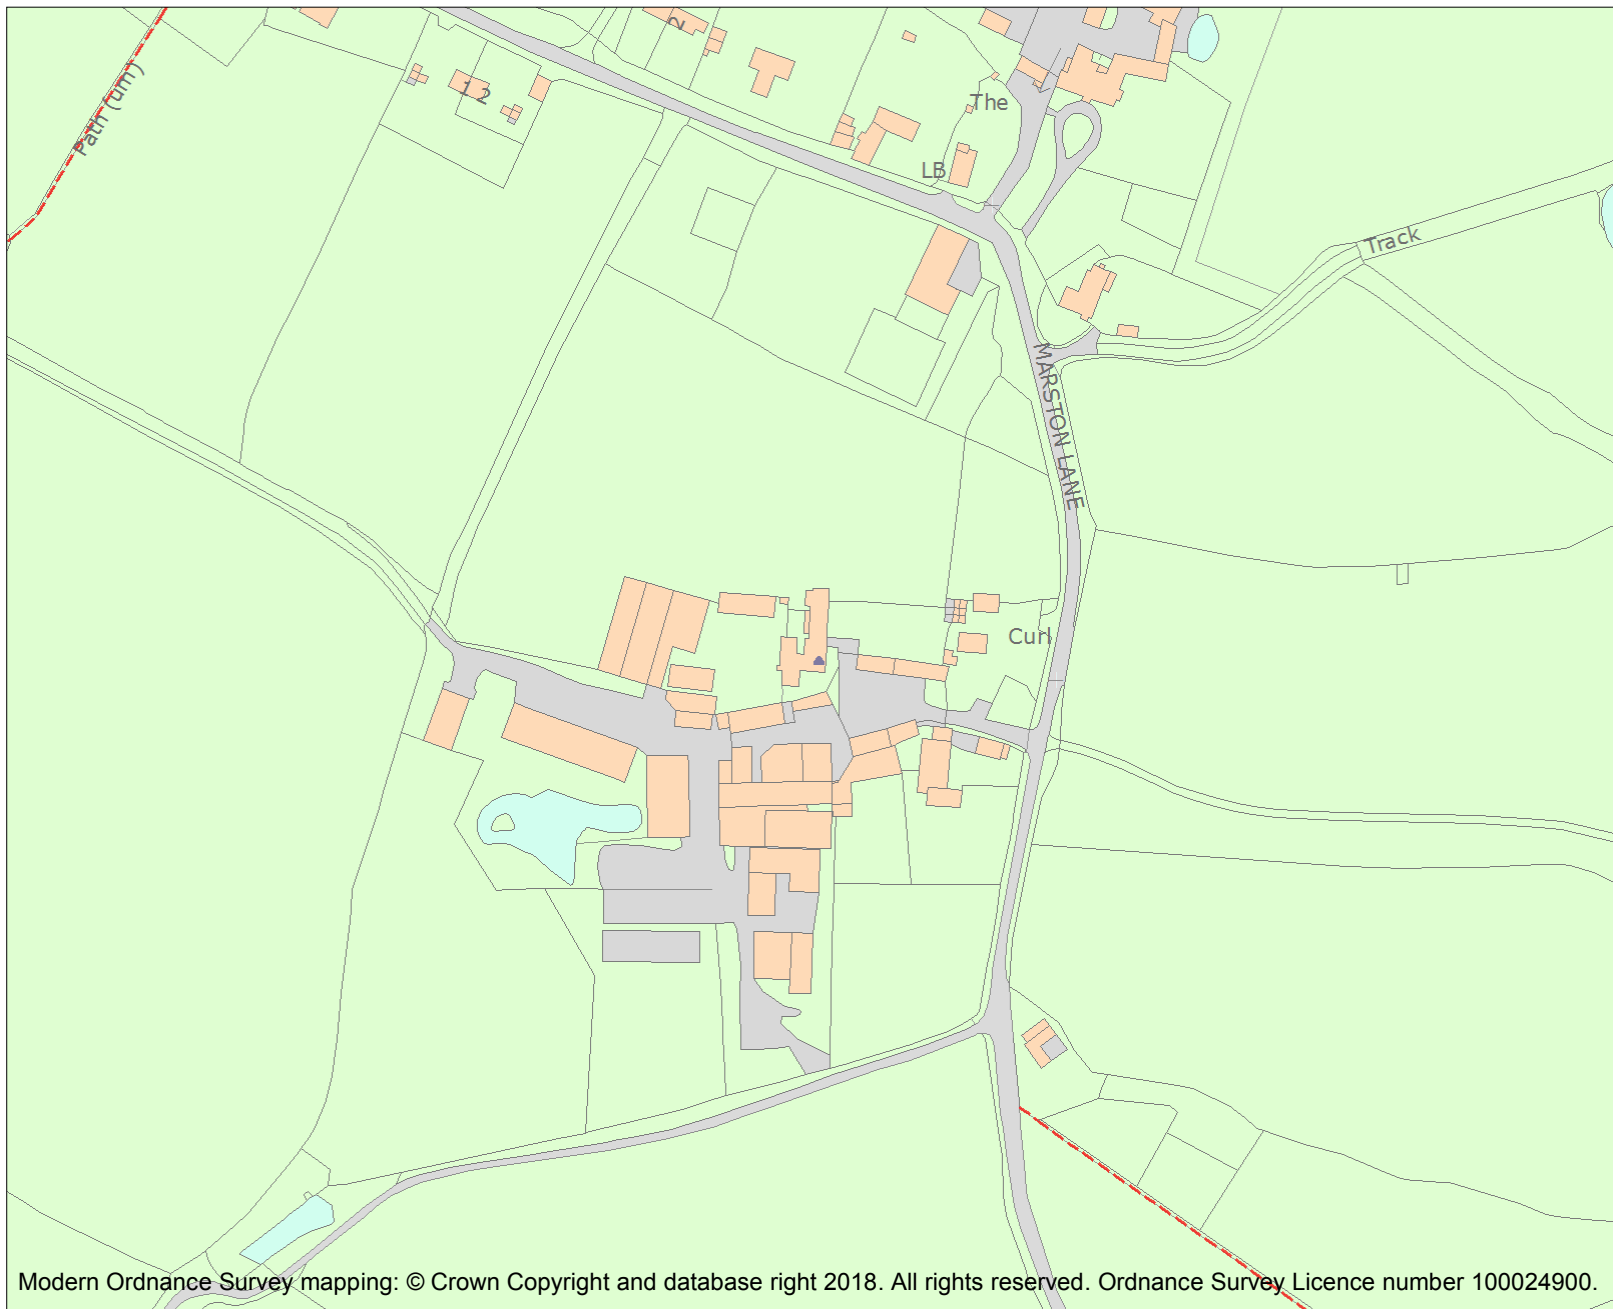 2
Path (um)
1 2
The
LB
Track
MARSTON LANE
Curl
Modern Ordnance Survey mapping: © Crown Copyright and database right 2018. All rights reserved. Ordnance Survey Licence number 100024900.